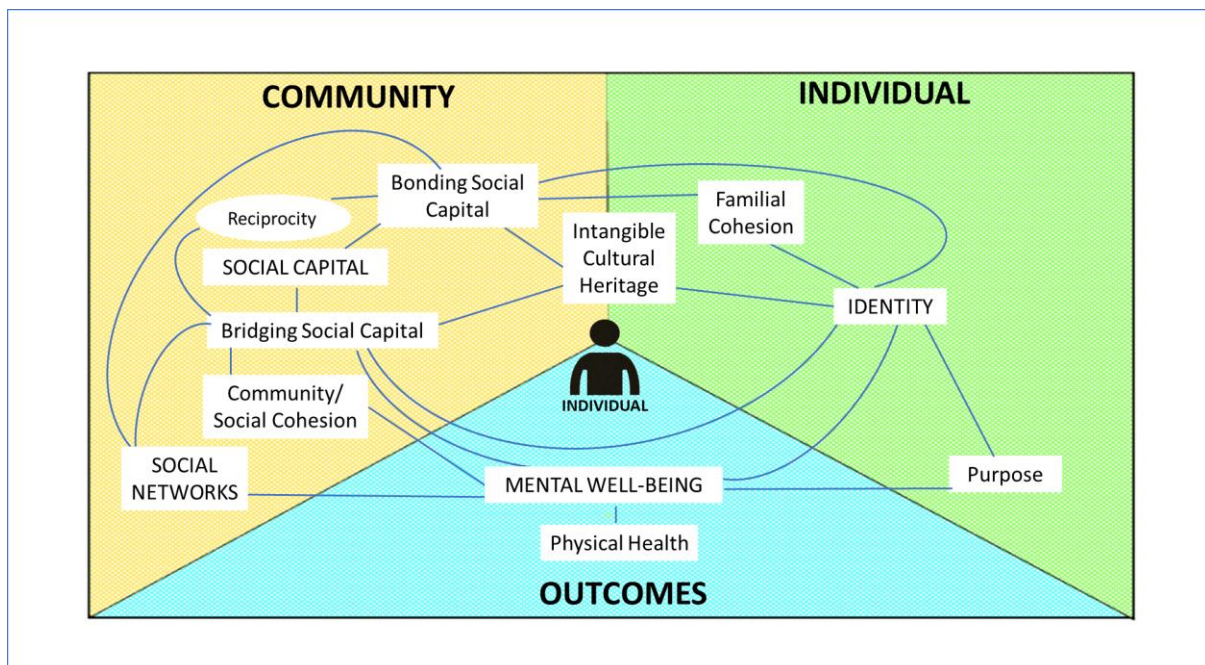 COMMUNITY
INDIVIDUAL
Bonding Social
Capital
Familial
Cohesion
Reciprocity
Intangible
Cultural
Heritage
SOCIAL CAPITAL
IDENTITY
Bridging Social Capital
Community/
Social Cohesion
INDIVIDUAL
SOCIAL
NETWORKS
MENTAL WELL-BEING
Purpose
Physical Health
OUTCOMES